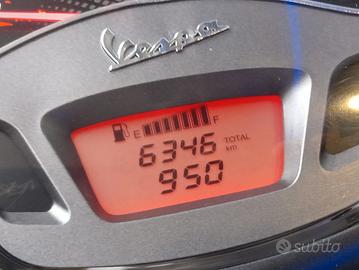 Vespa
E F
6346 TOTAL km
950
subito